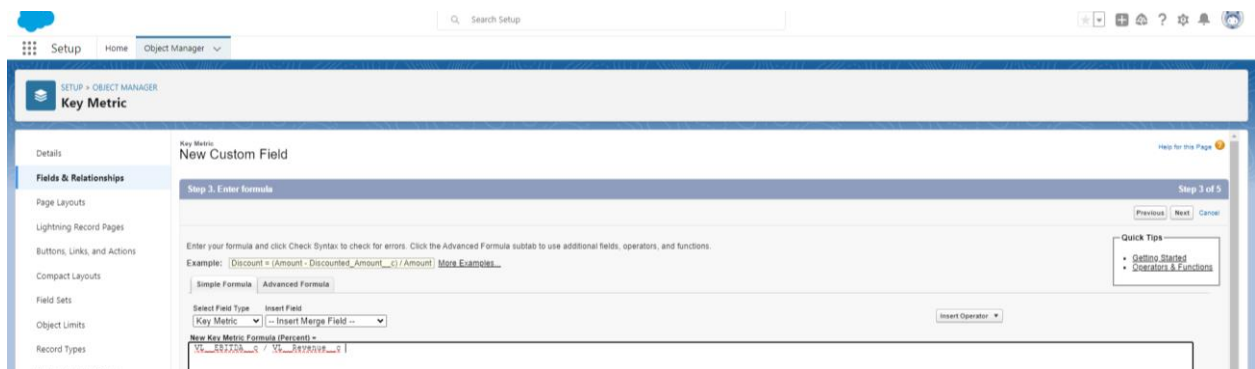 Search Setup
Setup Home Object Manager
SETUP > OBJECT MANAGER
Key Metric
Details
Fields & Relationships
Page Layouts
Lightning Record Pages
Buttons, Links, and Actions
Compact Layouts
Field Sets
Object Limits
Record Types
Key Metric
New Custom Field
Help for this Page
Step 3. Enter formula Step 3 of 5
Previous Next Cancel
Enter your formula and click Check Syntax to check for errors. Click the Advanced Formula subtab to use additional fields, operators, and functions.
Example: Discount = (Amount - Discounted_Amount__c) / Amount More Examples...
Quick Tips
• Getting Started
• Operators & Functions
Simple Formula Advanced Formula
Select Field Type Insert Field
Key Metric -- Insert Merge Field -- Insert Operator
New Key Metric Formula (Percent) =
VL__EBITDA__c / VL__Revenue__c